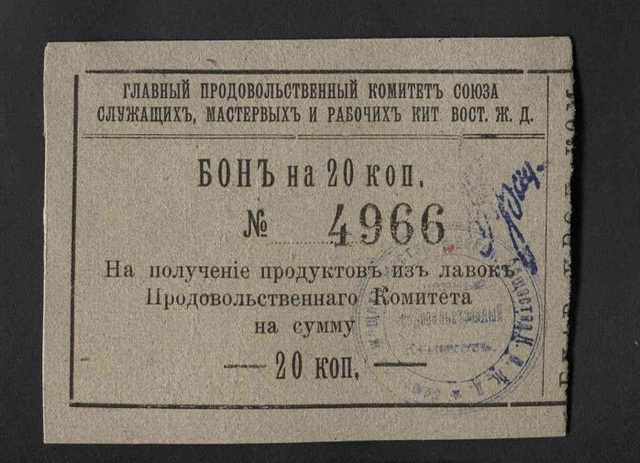 ГЛАВНЫЙ ПРОДОВОЛЬСТВЕННЫЙ КОМИТЕТЪ СОЮЗА
СЛУЖАЩИХЪ, МАСТЕРВЫХЪ И РАБОЧИХЪ КИТ ВОСТ. Ж. Д.
БОНЪ на 20 коп.
№ 4966
На полученіе продуктовъ изъ лавокъ
Продовольственнаго Комитета
на сумму
20 коп.